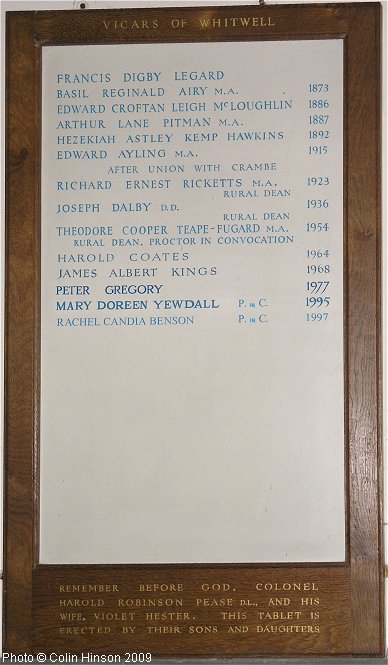 VICARS OF WHITWELL
FRANCIS DIGBY LEGARD
BASIL REGINALD AIRY M.A. 1873
EDWARD CROFTAN LEIGH McLOUGHLIN 1886
ARTHUR LANE PITMAN M.A. 1887
HEZEKIAH ASTLEY KEMP HAWKINS 1892
EDWARD AYLING M.A. 1915
AFTER UNION WITH CRAMBE
RICHARD ERNEST RICKETTS M.A. 1923
RURAL DEAN
JOSEPH DALBY D.D. 1936
RURAL DEAN
THEODORE COOPER TEAPE-FUGARD M.A. 1954
RURAL DEAN, PROCTOR IN CONVOCATION
HAROLD COATES 1964
JAMES ALBERT KINGS 1968
PETER GREGORY 1977
MARY DOREEN YEWDALL P. IN C. 1995
RACHEL CANDIA BENSON P. IN C. 1997
REMEMBER BEFORE GOD, COLONEL
HAROLD ROBINSON PEASE D.L., AND HIS
WIFE, VIOLET HESTER. THIS TABLET IS
ERECTED BY THEIR SONS AND DAUGHTERS
Photo © Colin Hinson 2009